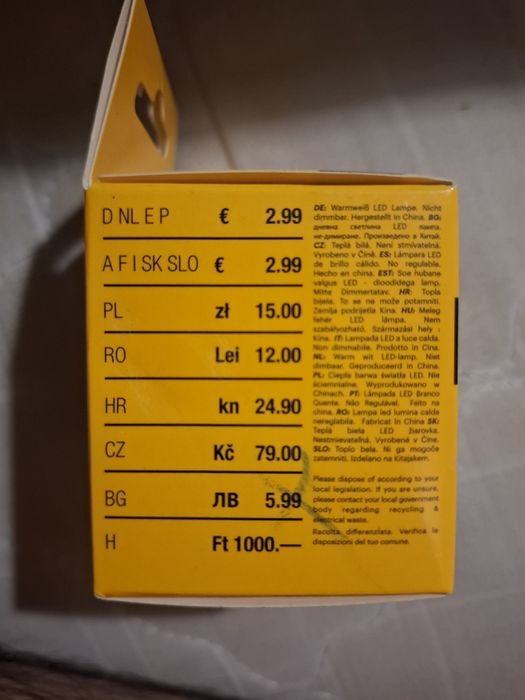 D NL E P € 2.99
A F I SK SLO € 2.99
PL zł 15.00
RO Lei 12.00
HR kn 24.90
CZ Kč 79.00
BG ЛВ 5.99
H Ft 1000.—
DE: Warmweiß LED Lampe. Nicht
dimmbar. Hergestellt in China. BG:
дневна светлина LED лампа.
не-димиране. Произведено в Китай.
CZ: Teplá bílá. Není stmívatelná.
Vyrobeno v Číně. ES: Lámpara LED
de brillo cálido. No regulable.
Hecho en china. EST: Soe hubane
valgus LED - dioodidega lamp.
Mitte Dimmertatav. HR: Topla
bijela. To se ne može potamniti.
Zemlja podrijetla Kina. HU: Meleg
fehér LED lámpa. Nem
szabályozható, Származási hely :
Kína. IT: Lampada LED a luce calda.
Non dimmabile. Prodotto in Cina.
NL: Warm wit LED-lamp. Niet
dimbaar. Geproduceerd in China.
PL: Ciepła barwa światła LED. Nie
ściemnialne. Wyprodukowano w
Chinach. PT: Lâmpada LED Branco
Quente. Não Regulável. Feito na
china. RO: Lampa led lumina calda
nereglabila. Fabricat in China SK:
Teplá biela LED žiarovka.
Nestmievateľná. Vyrobené v Číne.
SLO: Toplo bela. Ni ga mogoče
zatemniti. Izdelano na Kitajskem.
Please dispose of according to your
local legislation. If you are unsure,
please contact your local government
body regarding recycling &
electrical waste.
Racolta differenziata. Verifica le
disposizioni del tuo comune.